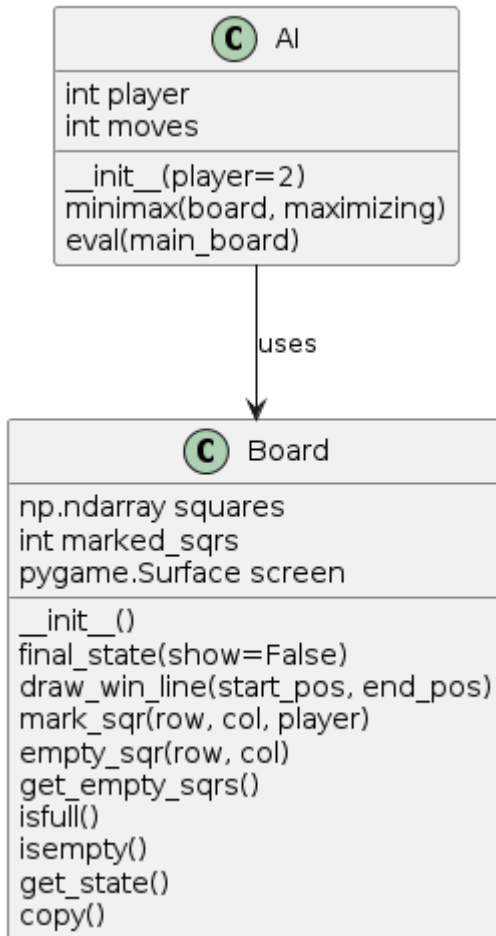 C AI
int player
int moves
__init__(player=2)
minimax(board, maximizing)
eval(main_board)
uses
C Board
np.ndarray squares
int marked_sqrs
pygame.Surface screen
__init__()
final_state(show=False)
draw_win_line(start_pos, end_pos)
mark_sqr(row, col, player)
empty_sqr(row, col)
get_empty_sqrs()
isfull()
isempty()
get_state()
copy()